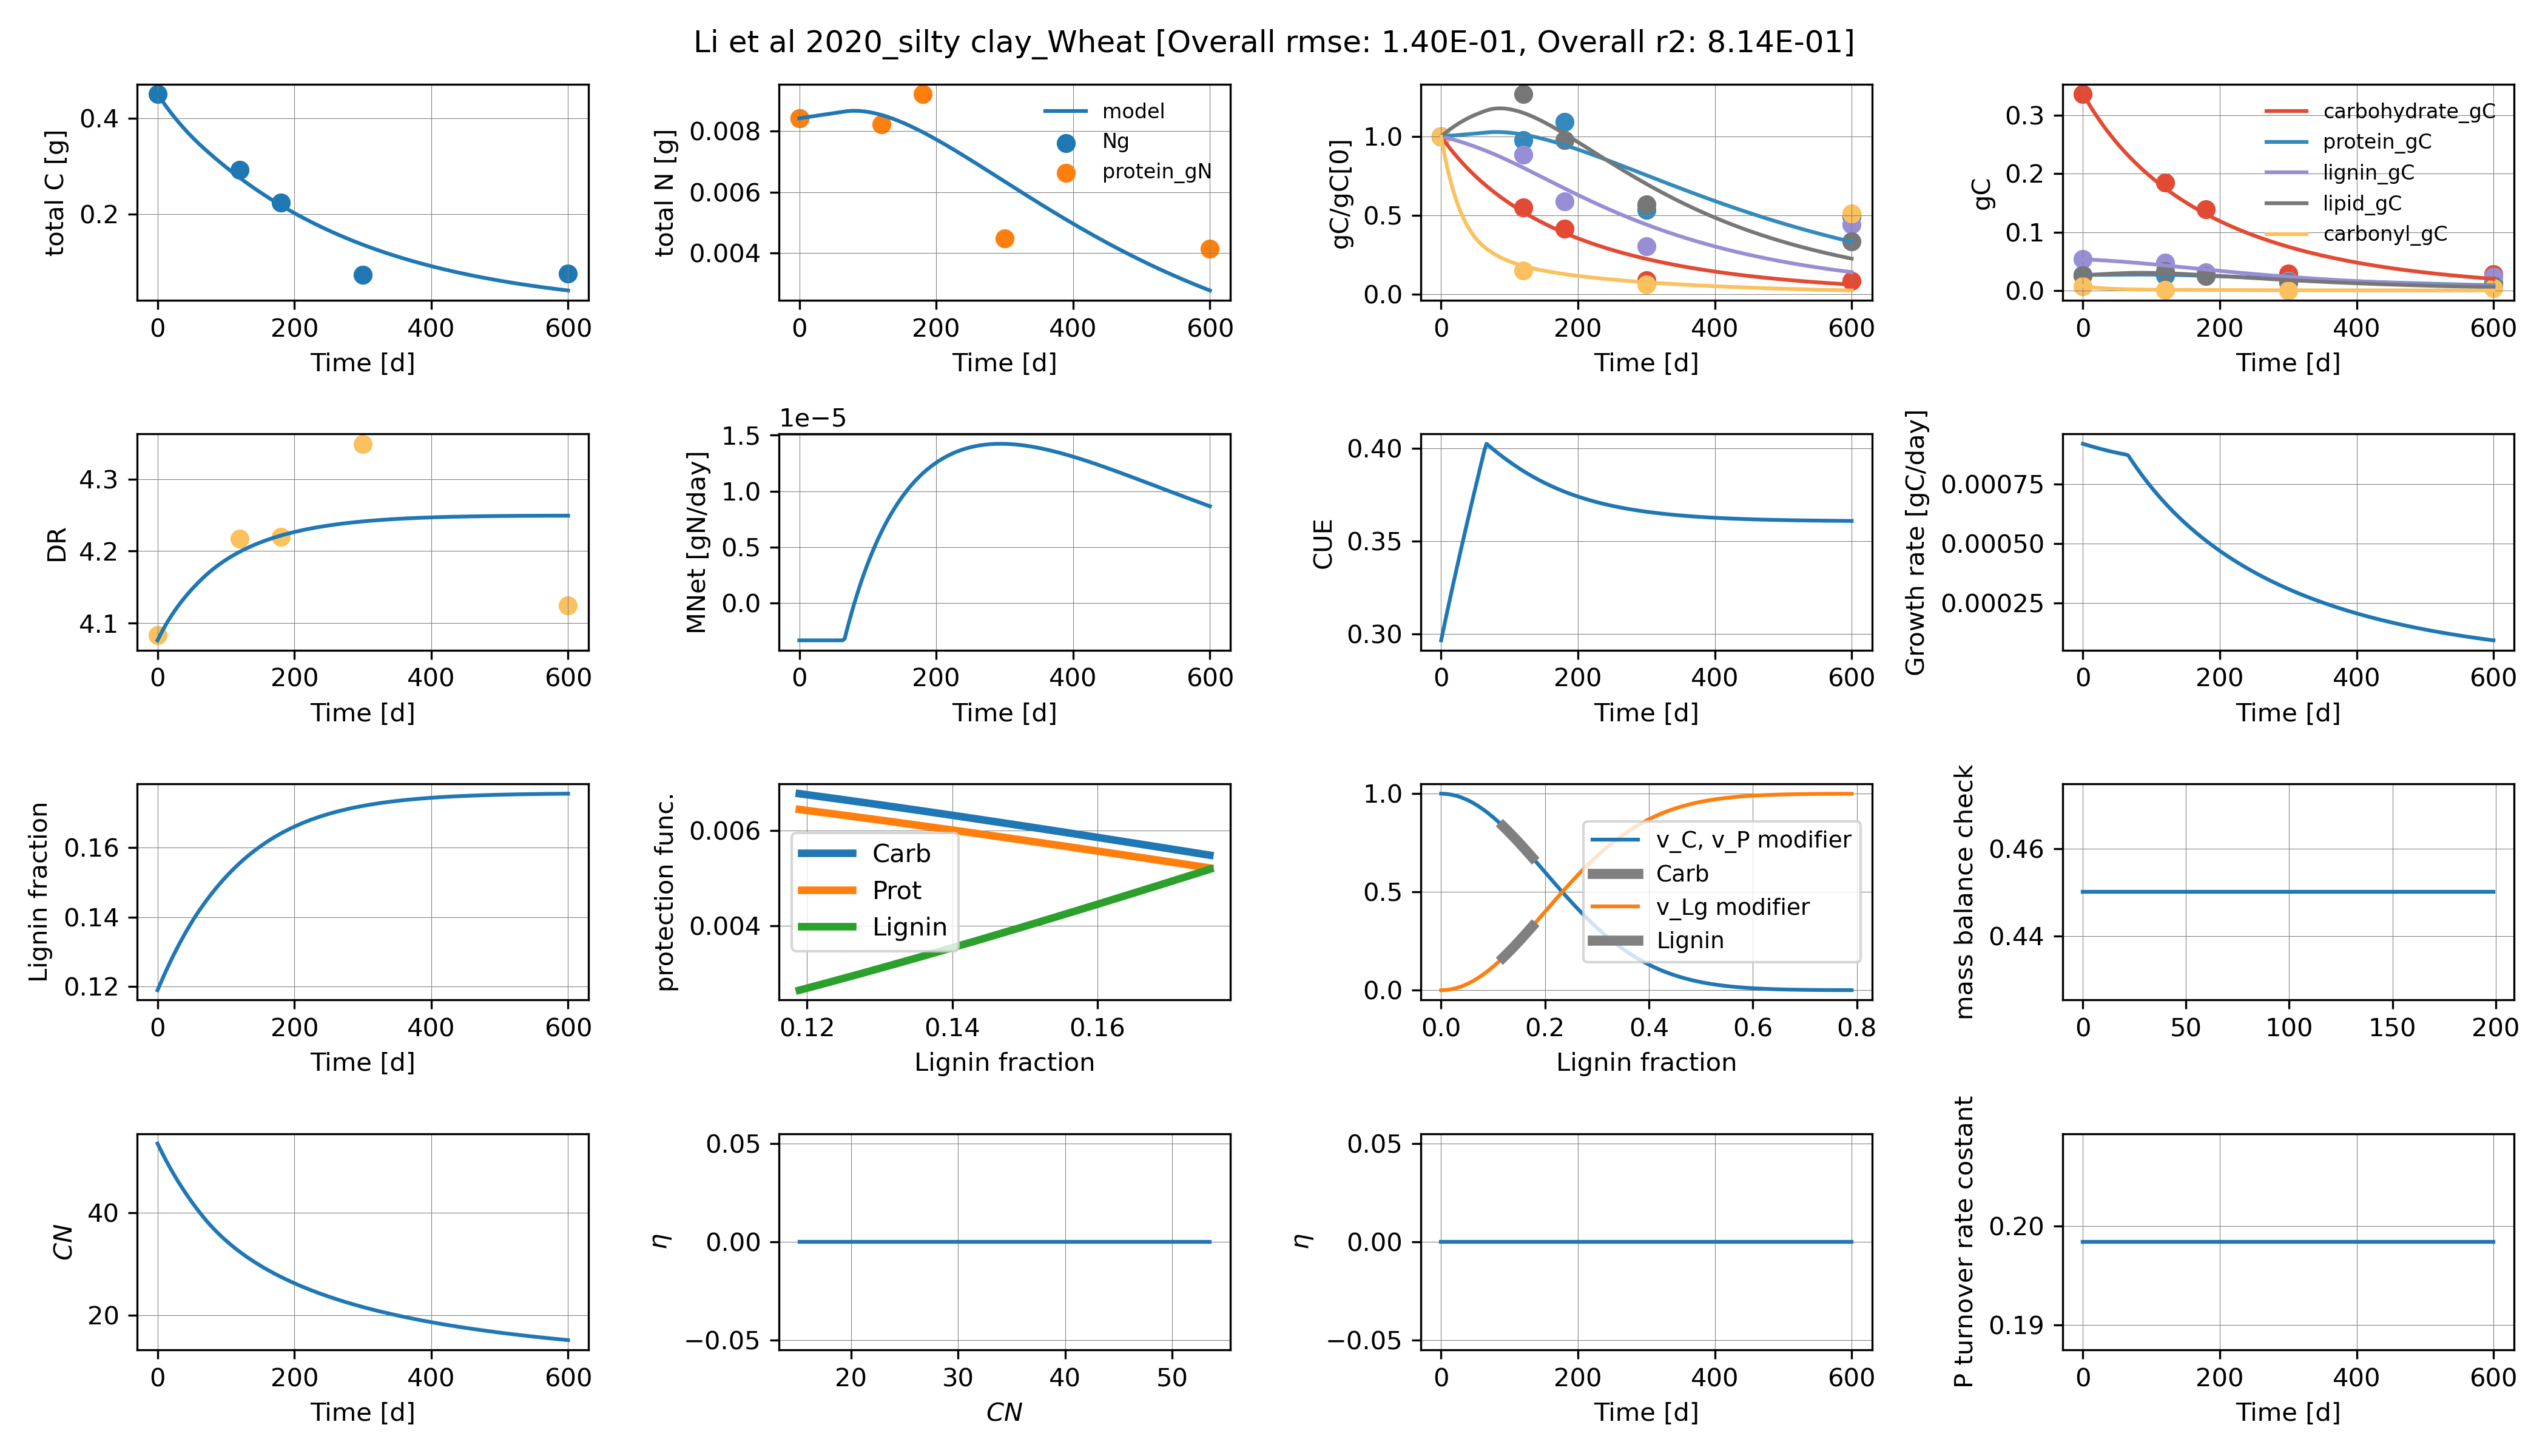 Li et al 2020_silty clay_Wheat [Overall rmse: 1.40E-01, Overall r2: 8.14E-01]
total C [g]
0.4
0.2
0 200 400 600
Time [d]
total N [g]
0.008
0.006
0.004
model
Ng
protein_gN
0 200 400 600
Time [d]
gC/gC[0]
1.0
0.5
0.0
0 200 400 600
Time [d]
gC
0.3
0.2
0.1
0.0
carbohydrate_gC
protein_gC
lignin_gC
lipid_gC
carbonyl_gC
0 200 400 600
Time [d]
DR
4.3
4.2
4.1
0 200 400 600
Time [d]
1e−5
MNet [gN/day]
1.5
1.0
0.5
0.0
0 200 400 600
Time [d]
CUE
0.40
0.35
0.30
0 200 400 600
Time [d]
Growth rate [gC/day]
0.00075
0.00050
0.00025
0 200 400 600
Time [d]
Lignin fraction
0.16
0.14
0.12
0 200 400 600
Time [d]
protection func.
0.006
0.004
Carb
Prot
Lignin
0.12 0.14 0.16
Lignin fraction
1.0
0.5
0.0
v_C, v_P modifier
Carb
v_Lg modifier
Lignin
0.0 0.2 0.4 0.6 0.8
Lignin fraction
mass balance check
0.46
0.44
0 50 100 150 200
CN
40
20
0 200 400 600
Time [d]
η
0.05
0.00
−0.05
20 30 40 50
CN
η
0.05
0.00
−0.05
0 200 400 600
Time [d]
P turnover rate costant
0.20
0.19
0 200 400 600
Time [d]